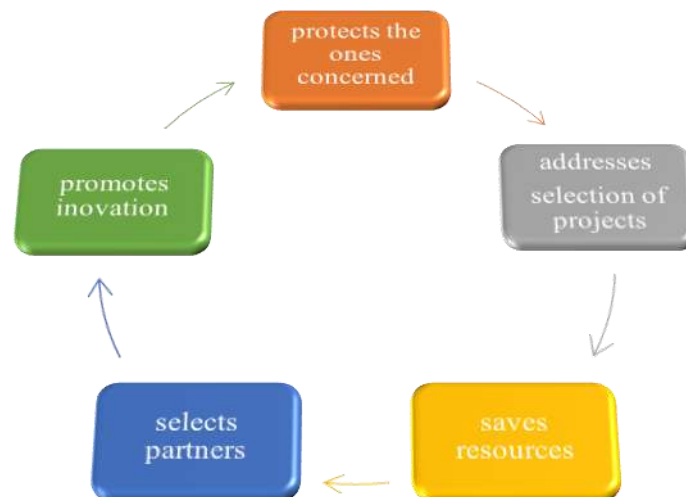 protects the
ones
concerned
addresses
selection of
projects
saves
resources
selects
partners
promotes
inovation